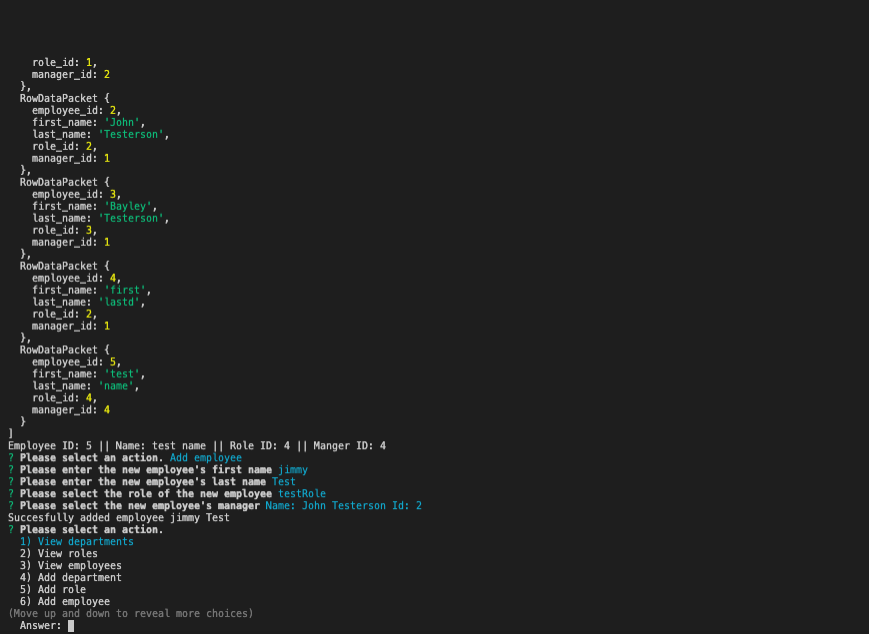 role_id: 1,
manager_id: 2
},
RowDataPacket {
employee_id: 2,
first_name: 'John',
last_name: 'Testerson',
role_id: 2,
manager_id: 1
},
RowDataPacket {
employee_id: 3,
first_name: 'Bayley',
last_name: 'Testerson',
role_id: 3,
manager_id: 1
},
RowDataPacket {
employee_id: 4,
first_name: 'first',
last_name: 'lastd',
role_id: 2,
manager_id: 1
},
RowDataPacket {
employee_id: 5,
first_name: 'test',
last_name: 'name',
role_id: 4,
manager_id: 4
}
]
Employee ID: 5 || Name: test name || Role ID: 4 || Manger ID: 4
? Please select an action. Add employee
? Please enter the new employee's first name jimmy
? Please enter the new employee's last name Test
? Please select the role of the new employee testRole
? Please select the new employee's manager Name: John Testerson Id: 2
Succesfully added employee jimmy Test
? Please select an action.
1) View departments
2) View roles
3) View employees
4) Add department
5) Add role
6) Add employee
(Move up and down to reveal more choices)
Answer: